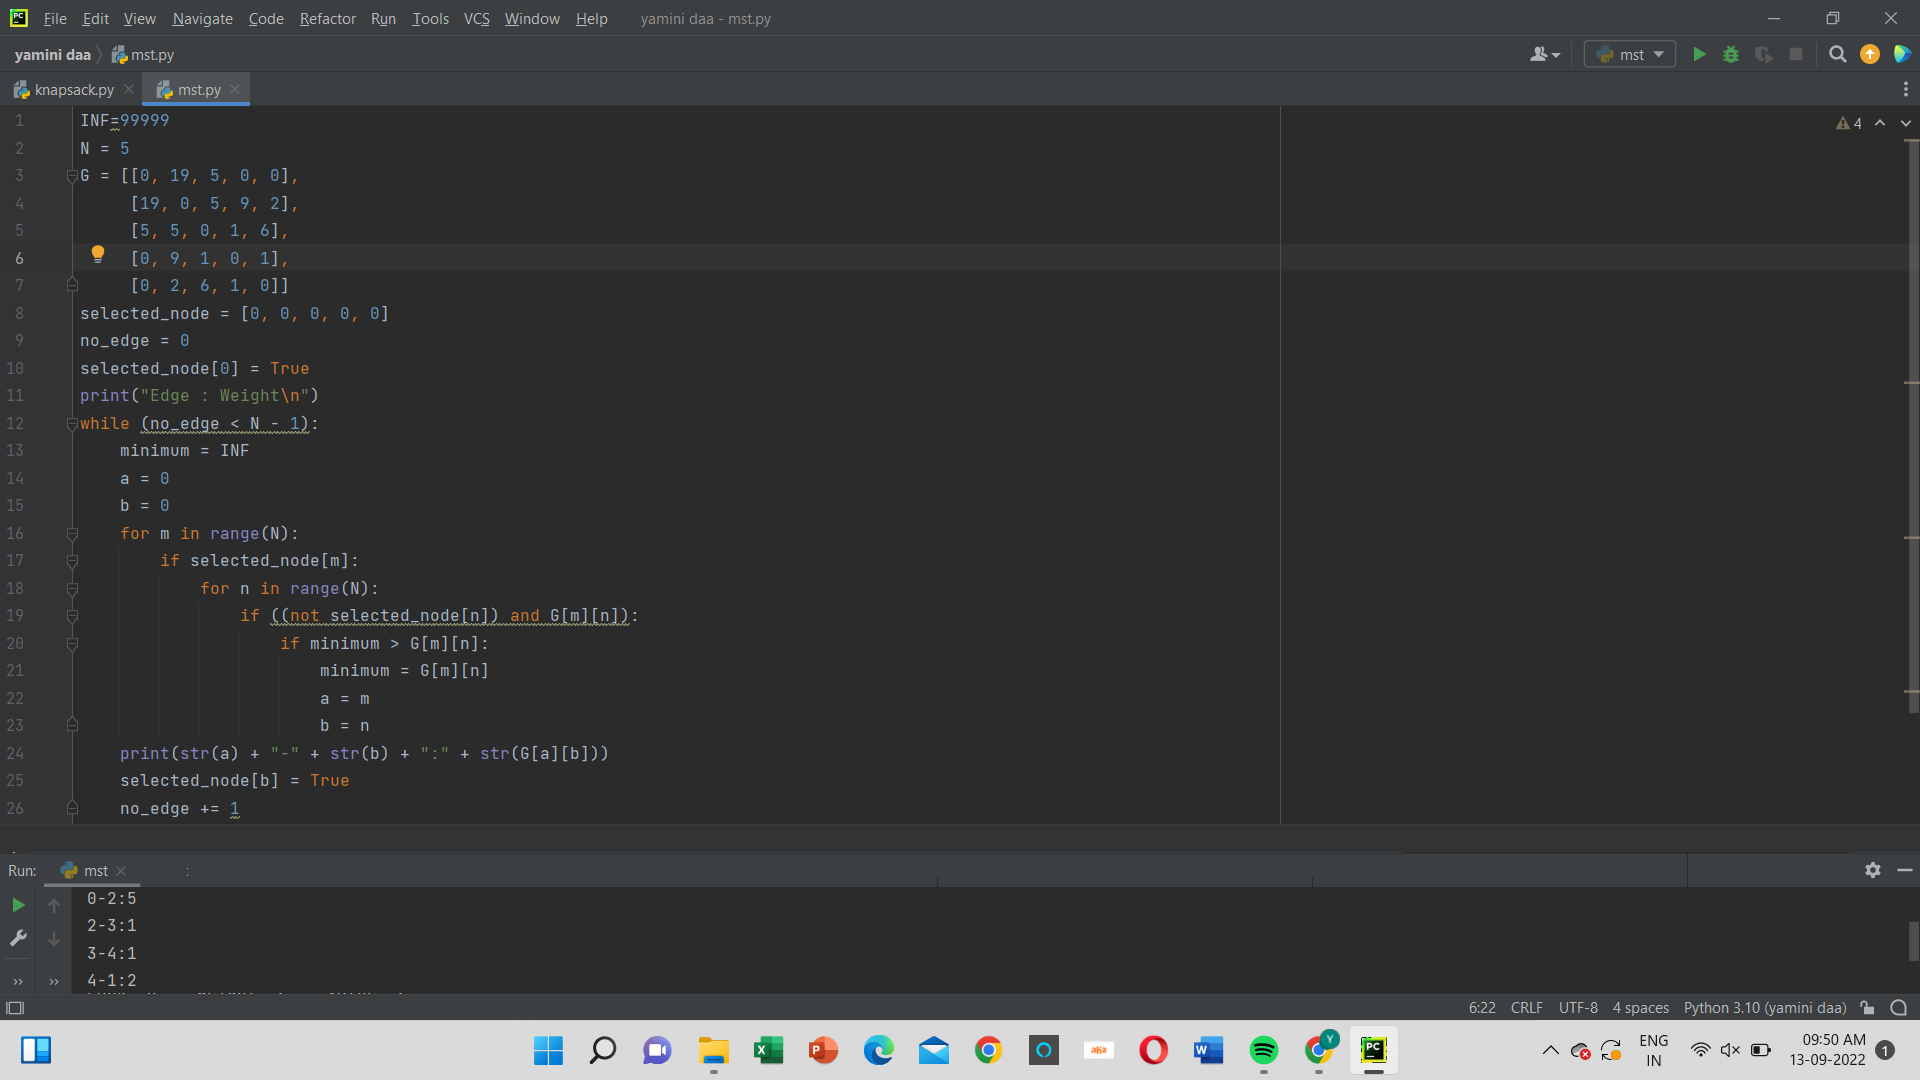 File Edit View Navigate Code Refactor Run Tools VCS Window Help yamini daa - mst.py
yamini daa mst.py mst
knapsack.py mst.py
4
1 INF=99999
2 N = 5
3 G = [[0, 19, 5, 0, 0],
4 [19, 0, 5, 9, 2],
5 [5, 5, 0, 1, 6],
6 [0, 9, 1, 0, 1],
7 [0, 2, 6, 1, 0]]
8 selected_node = [0, 0, 0, 0, 0]
9 no_edge = 0
10 selected_node[0] = True
11 print("Edge : Weight\n")
12 while (no_edge < N - 1):
13 minimum = INF
14 a = 0
15 b = 0
16 for m in range(N):
17 if selected_node[m]:
18 for n in range(N):
19 if ((not selected_node[n]) and G[m][n]):
20 if minimum > G[m][n]:
21 minimum = G[m][n]
22 a = m
23 b = n
24 print(str(a) + "-" + str(b) + ":" + str(G[a][b]))
25 selected_node[b] = True
26 no_edge += 1
Run: mst
0-2:5
2-3:1
3-4:1
4-1:2
6:22 CRLF UTF-8 4 spaces Python 3.10 (yamini daa)
aha
Y
PC
ENG
IN
09:50 AM
13-09-2022
1